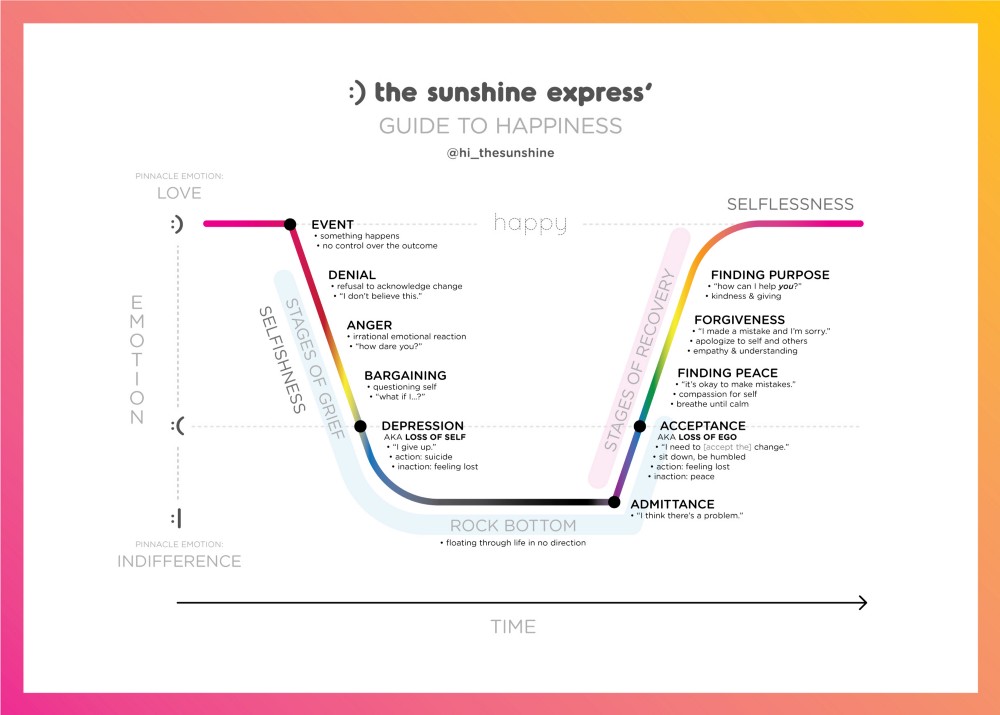 :) the sunshine express'
GUIDE TO HAPPINESS
@hi_thesunshine
PINNACLE EMOTION:
LOVE
:)
happy
SELFLESSNESS
EVENT
• something happens
• no control over the outcome
DENIAL
• refusal to acknowledge change
• "I don't believe this."
ANGER
• irrational emotional reaction
• "how dare you?"
BARGAINING
• questioning self
• "what if I...?"
DEPRESSION
AKA LOSS OF SELF
• "I give up."
• action: suicide
• inaction: feeling lost
STAGES OF GRIEF
SELFISHNESS
EMOTION
:(
:|
PINNACLE EMOTION:
INDIFFERENCE
ROCK BOTTOM
• floating through life in no direction
STAGES OF RECOVERY
FINDING PURPOSE
• "how can I help you?"
• kindness & giving
FORGIVENESS
• "I made a mistake and I'm sorry."
• apologize to self and others
• empathy & understanding
FINDING PEACE
• "it's okay to make mistakes."
• compassion for self
• breathe until calm
ACCEPTANCE
AKA LOSS OF EGO
• "I need to [accept the] change."
• sit down, be humbled
• action: feeling lost
• inaction: peace
ADMITTANCE
• "I think there's a problem."
TIME